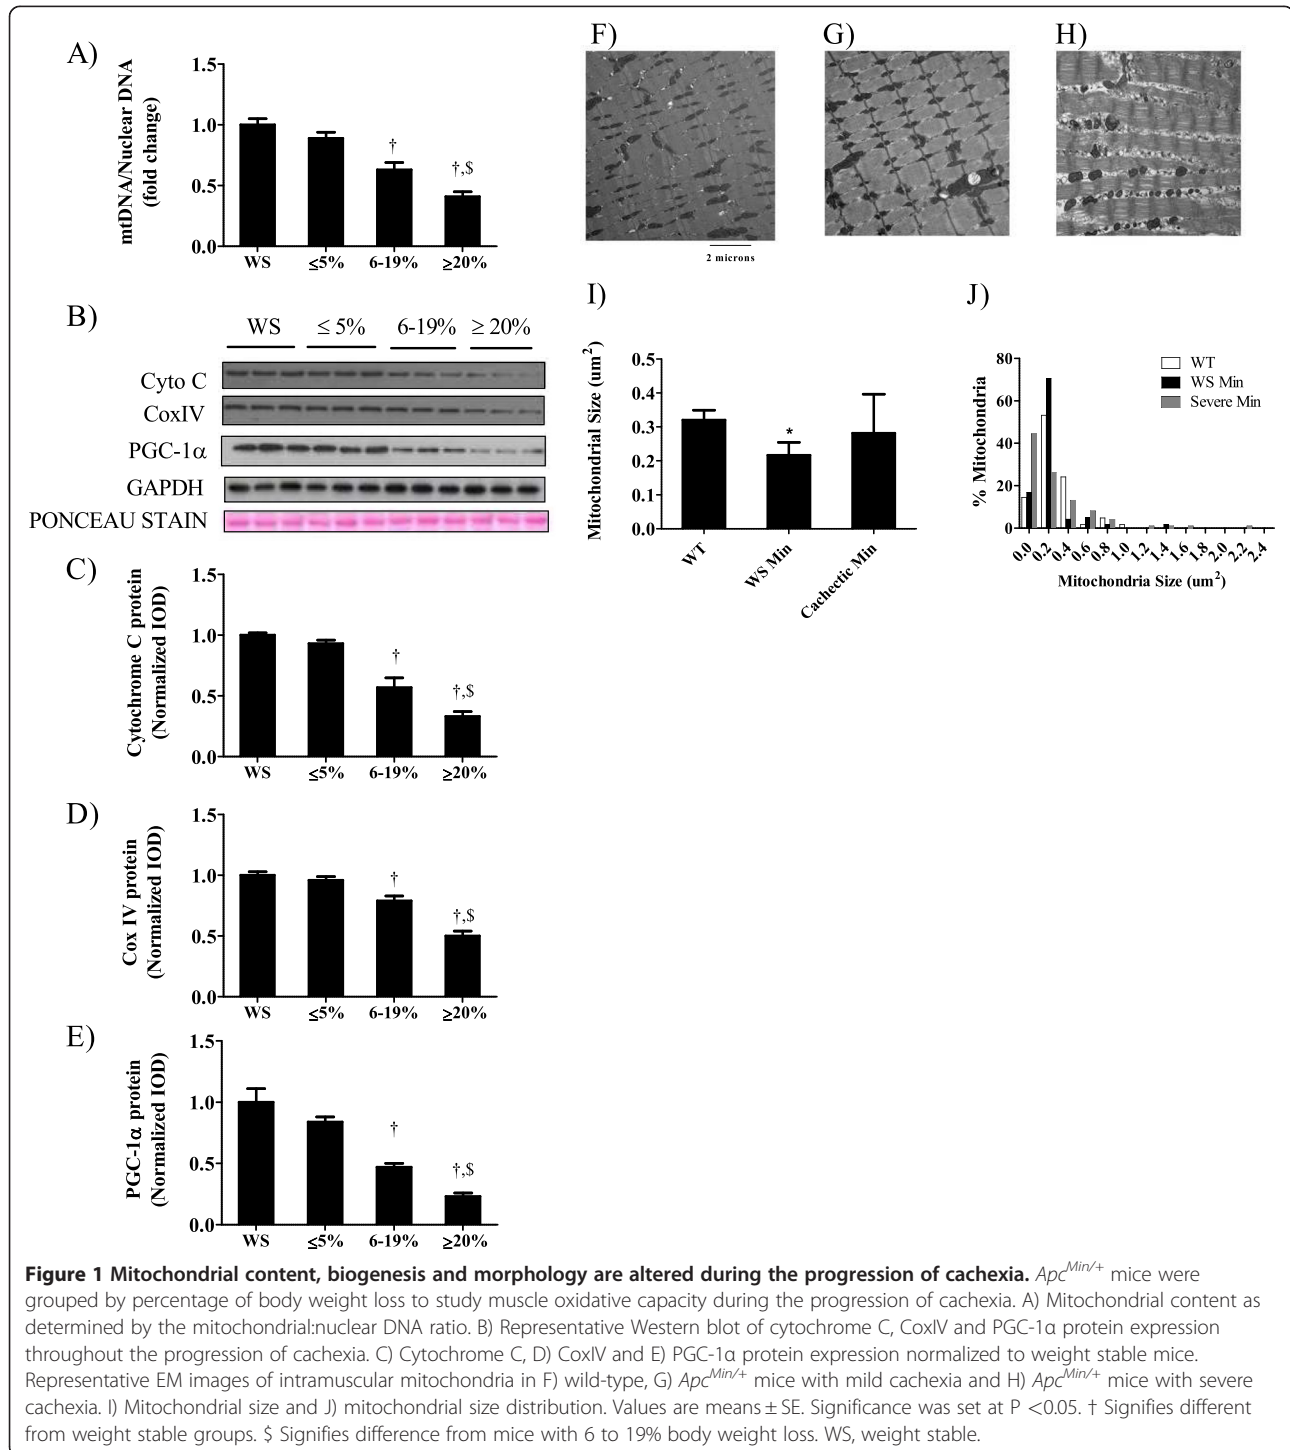 A)
mtDNA/Nuclear DNA
(fold change)
1.5
1.0
0.5
0.0
†
†,$
WS ≤5% 6-19% ≥20%
B)
WS ≤ 5% 6-19% ≥ 20%
Cyto C
CoxIV
PGC-1α
GAPDH
PONCEAU STAIN
C)
Cytochrome C protein
(Normalized IOD)
1.5
1.0
0.5
0.0
†
†,$
WS ≤5% 6-19% ≥20%
D)
Cox IV protein
(Normalized IOD)
1.5
1.0
0.5
0.0
†
†,$
WS ≤5% 6-19% ≥20%
E)
PGC-1α protein
(Normalized IOD)
1.5
1.0
0.5
0.0
†
†,$
WS ≤5% 6-19% ≥20%
F)
G)
H)
2 microns
I)
Mitochondrial Size (um²)
0.5
0.4
0.3
0.2
0.1
0.0
*
WT
WS Min
Cachectic Min
J)
% Mitochondria
80
60
40
20
0
WT
WS Min
Severe Min
0.0 0.2 0.4 0.6 0.8 1.0 1.2 1.4 1.6 1.8 2.0 2.2 2.4
Mitochondria Size (um²)
Figure 1 Mitochondrial content, biogenesis and morphology are altered during the progression of cachexia. Apc^Min/+ mice were
grouped by percentage of body weight loss to study muscle oxidative capacity during the progression of cachexia. A) Mitochondrial content as
determined by the mitochondrial:nuclear DNA ratio. B) Representative Western blot of cytochrome C, CoxIV and PGC-1α protein expression
throughout the progression of cachexia. C) Cytochrome C, D) CoxIV and E) PGC-1α protein expression normalized to weight stable mice.
Representative EM images of intramuscular mitochondria in F) wild-type, G) Apc^Min/+ mice with mild cachexia and H) Apc^Min/+ mice with severe
cachexia. I) Mitochondrial size and J) mitochondrial size distribution. Values are means ± SE. Significance was set at P <0.05. † Signifies different
from weight stable groups. $ Signifies difference from mice with 6 to 19% body weight loss. WS, weight stable.